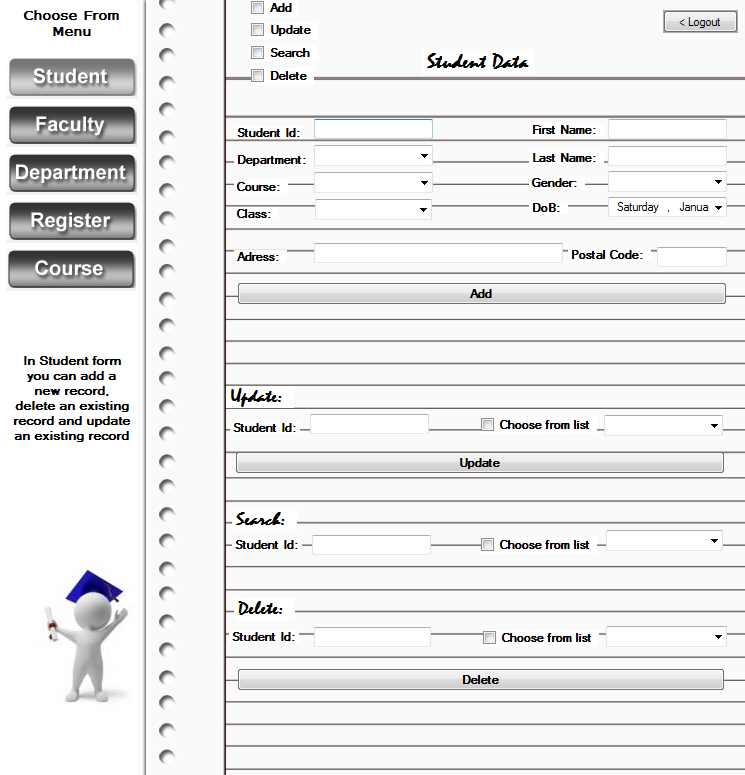 Choose From
Menu
Student
Faculty
Department
Register
Course
In Student form
you can add a
new record,
delete an existing
record and update
an existing record
Add
Update
Search
Delete
< Logout
Student Data
Student Id:
First Name:
Department:
Last Name:
Course:
Gender:
Class:
DoB: Saturday , Janua
Adress:
Postal Code:
Add
Update:
Student Id:
Choose from list
Update
Search:
Student Id:
Choose from list
Delete:
Student Id:
Choose from list
Delete